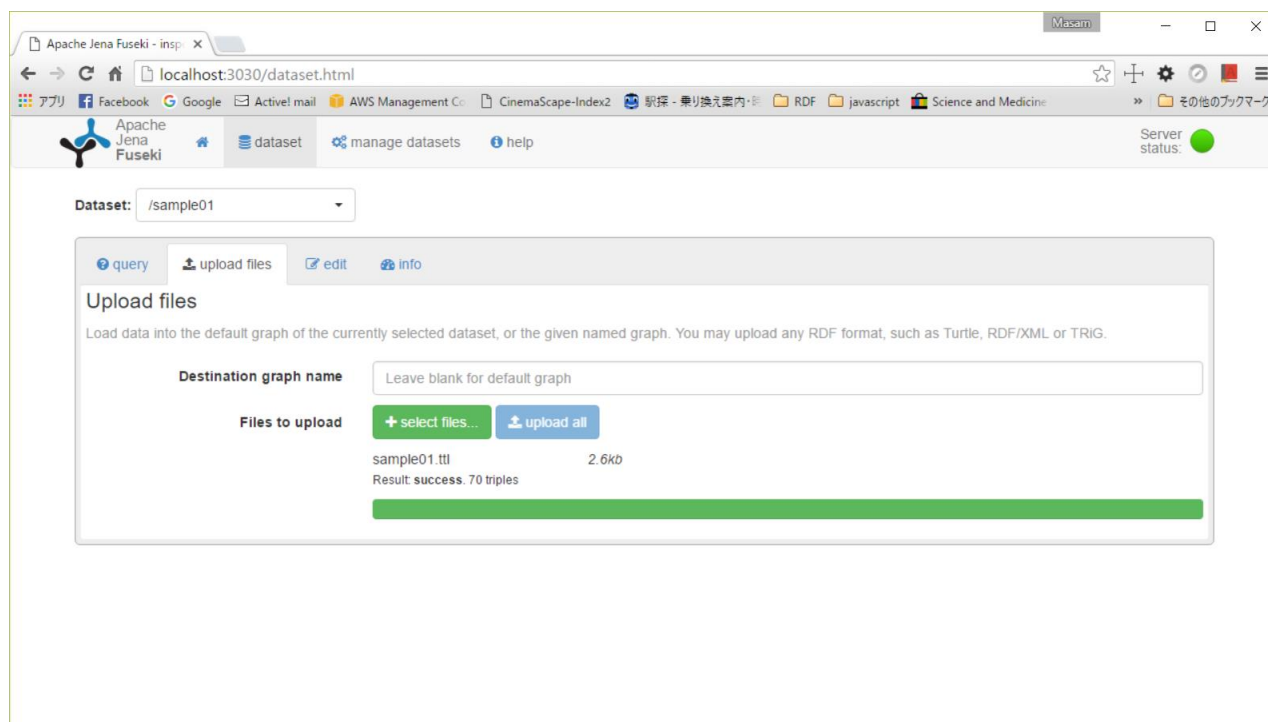 Masam
Apache Jena Fuseki - insp
localhost:3030/dataset.html
アプリ Facebook Google Active! mail AWS Management Co CinemaScape-Index2 駅探 - 乗り換え案内・ RDF javascript Science and Medicine » その他のブックマーク
Apache
Jena
Fuseki
dataset manage datasets help
Server
status:
Dataset: /sample01
query upload files edit info
Upload files
Load data into the default graph of the currently selected dataset, or the given named graph. You may upload any RDF format, such as Turtle, RDF/XML or TRiG.
Destination graph name Leave blank for default graph
Files to upload + select files... upload all
sample01.ttl 2.6kb
Result: success. 70 triples